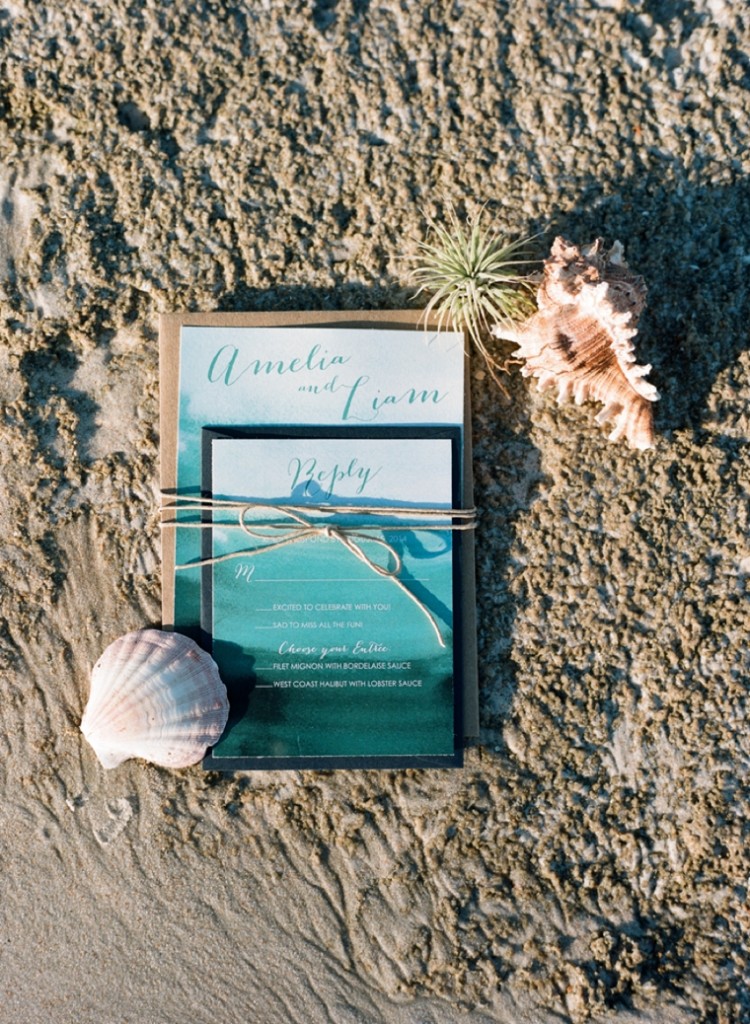 Amelia
and Liam
Reply
2014
M
EXCITED TO CELEBRATE WITH YOU!
SAD TO MISS ALL THE FUN!
Choose your Entrée
FILET MIGNON WITH BORDELAISE SAUCE
WEST COAST HALIBUT WITH LOBSTER SAUCE